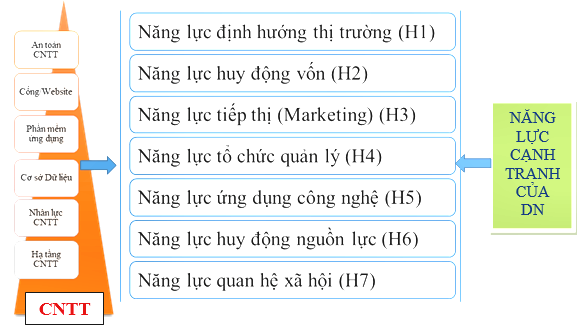 An toàn
CNTT
Cổng/Website
Phần mềm
ứng dụng
Cơ sở Dữ liệu
Nhân lực
CNTT
Hạ tầng
CNTT
CNTT
Năng lực định hướng thị trường (H1)
Năng lực huy động vốn (H2)
Năng lực tiếp thị (Marketing) (H3)
Năng lực tổ chức quản lý (H4)
Năng lực ứng dụng công nghệ (H5)
Năng lực huy động nguồn lực (H6)
Năng lực quan hệ xã hội (H7)
NĂNG
LỰC
CẠNH
TRANH
CỦA
DN